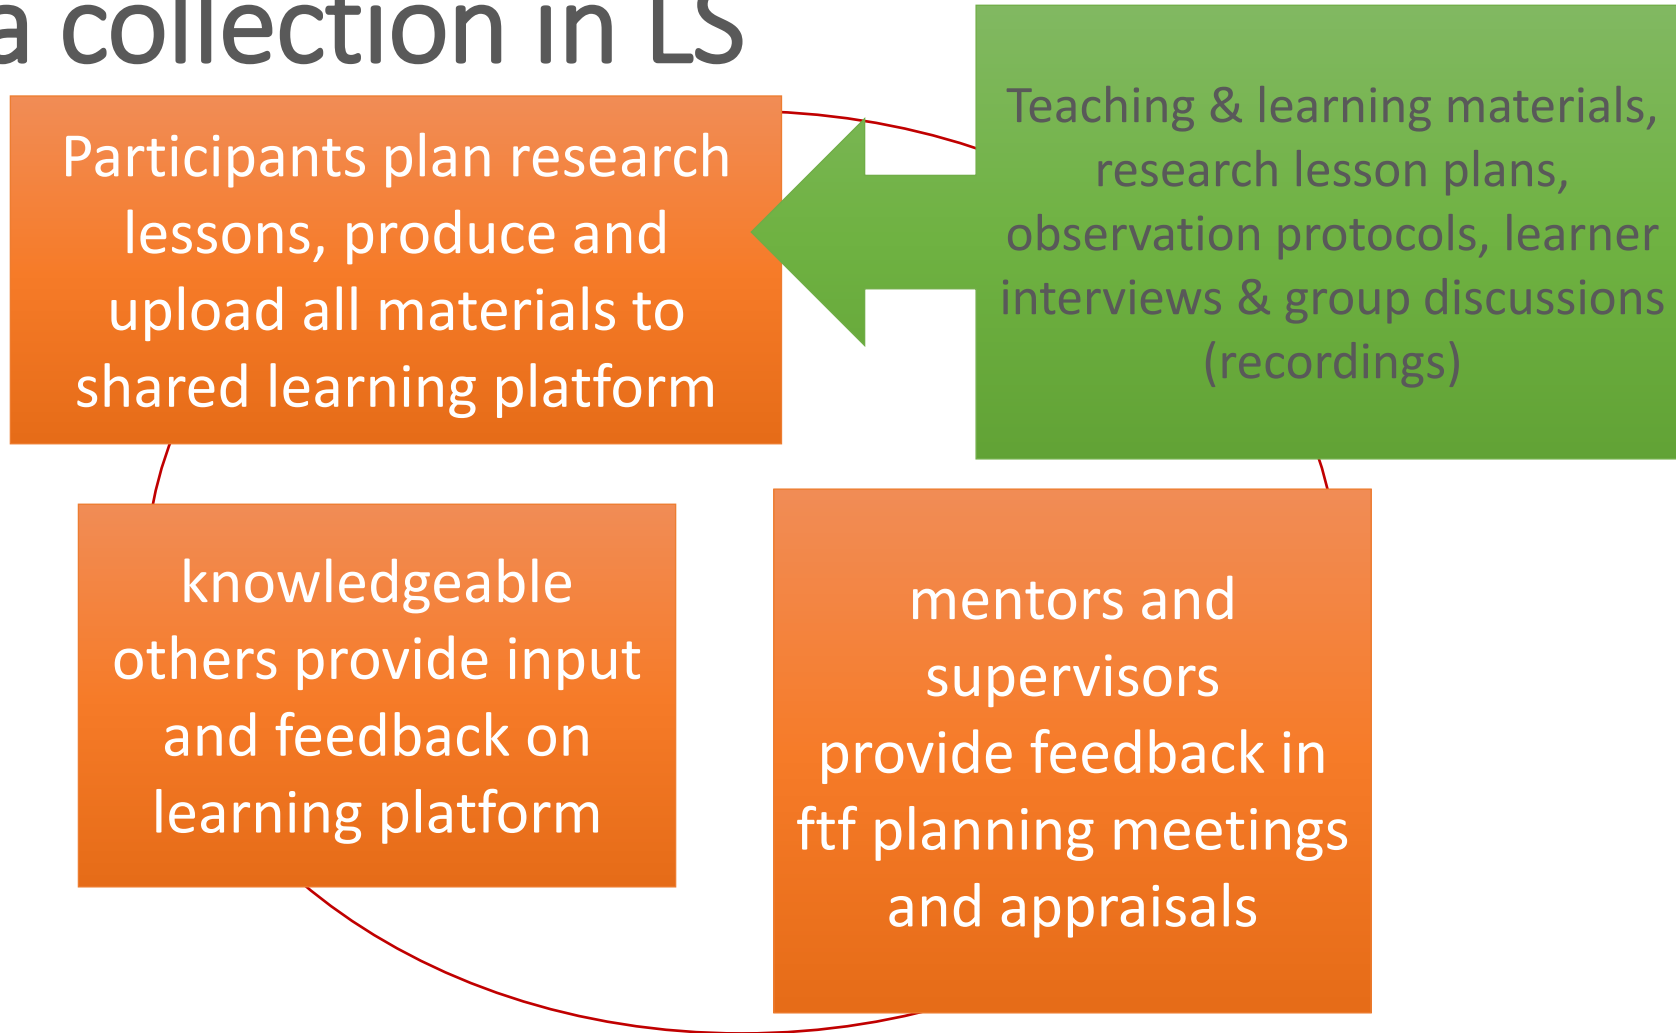 a collection in LS
Participants plan research
lessons, produce and
upload all materials to
shared learning platform
Teaching & learning materials,
research lesson plans,
observation protocols, learner
interviews & group discussions
(recordings)
knowledgeable
others provide input
and feedback on
learning platform
mentors and
supervisors
provide feedback in
ftf planning meetings
and appraisals